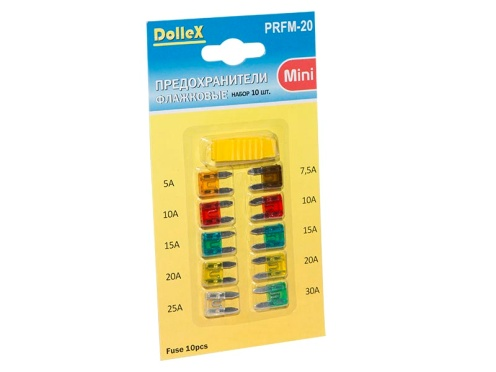 DolleX
PRFM-20
ПРЕДОХРАНИТЕЛИ
ФЛАЖКОВЫЕ НАБОР 10 шт.
Mini
5A 7,5A
10A 10A
15A 15A
20A 20A
25A 30A
Fuse 10pcs